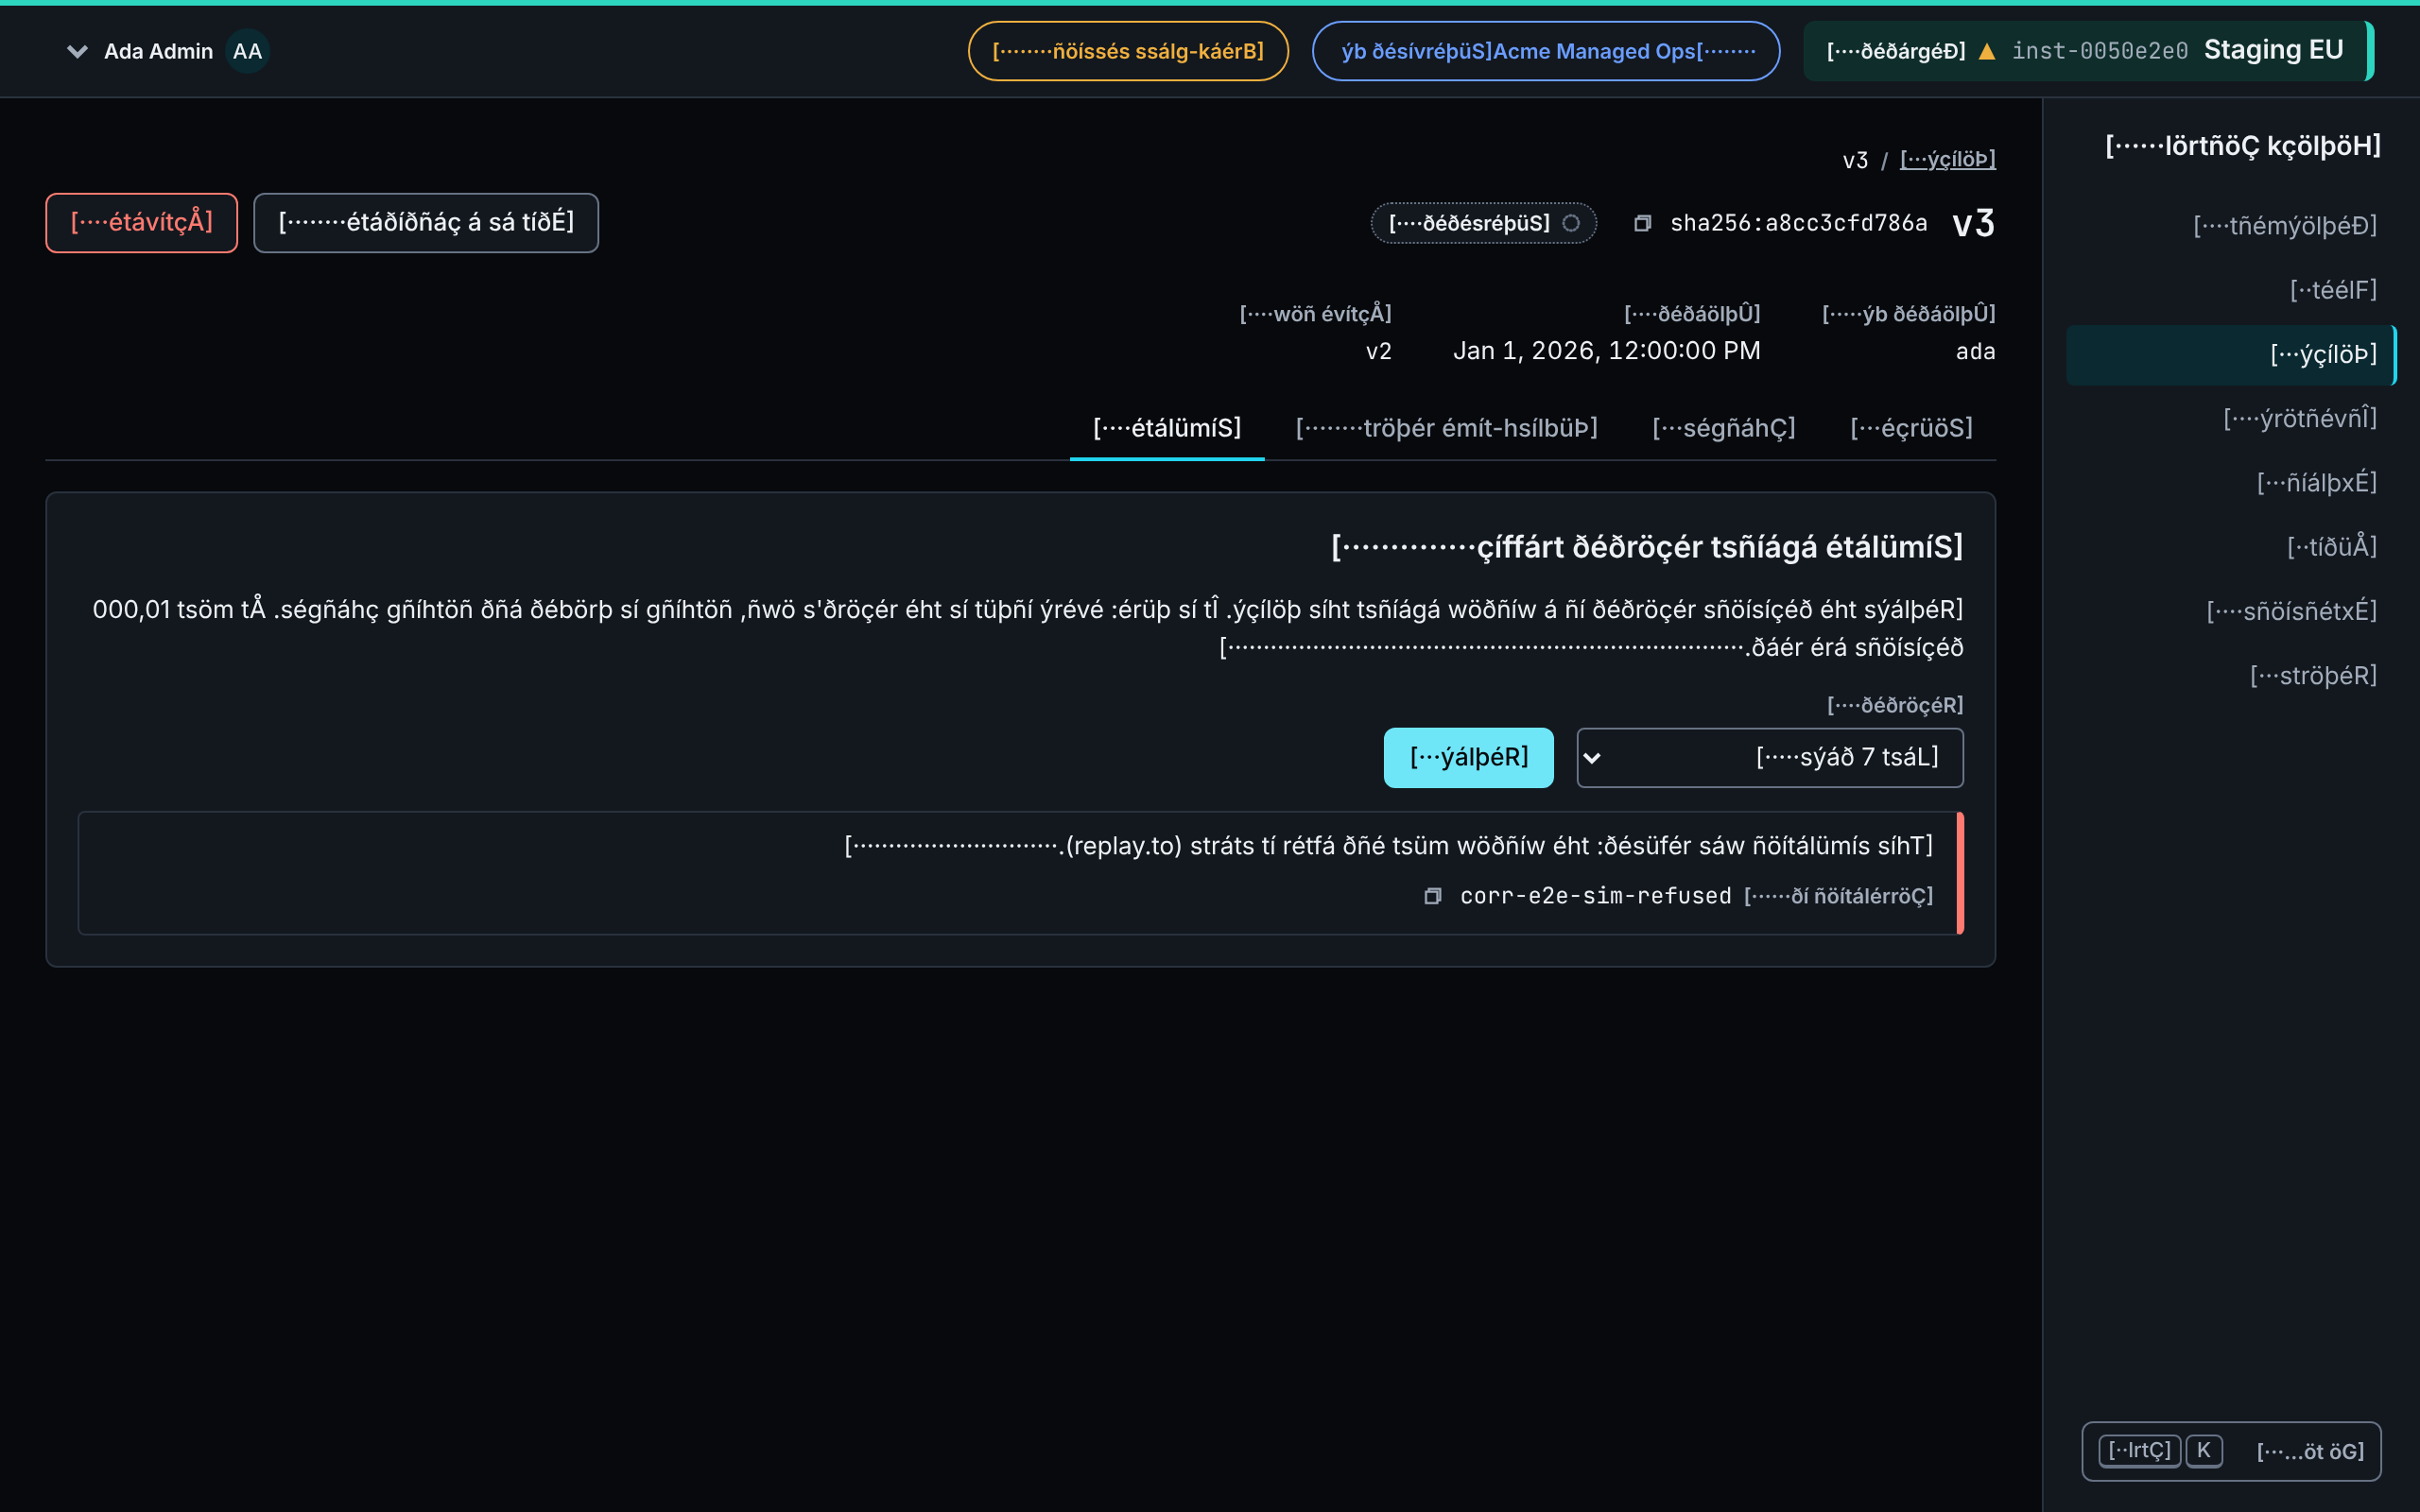 [····ðéðárgéÐ] ▲ inst-0050e2e0 Staging EU
ýb ðésívréþüS]Acme Managed Ops[········
[········ñöíssés ssálg-káérB]
Ada Admin AA
[······lörtñöÇ kçölþöH]
[····tñémýölþéÐ]
[··téélF]
[···ýçílöÞ]
[····ýrötñévñÎ]
[···ñíálþxÉ]
[··tíðüÅ]
[····sñöísñétxÉ]
[···ströþéR]
[··lrtÇ] K [···…öt öG]
v3 / [···ýçílöÞ]
[····ðéðésréþüS] sha256:a8cc3cfd786a v3
[····étávítçÅ] [········étáðíðñáç á sá tíðÉ]
[····wöñ évítçÅ] [····ðéðáölþÛ] [·····ýb ðéðáölþÛ]
v2 Jan 1, 2026, 12:00:00 PM ada
[····étálümíS] [········tröþér émít-hsílbüÞ] [···ségñáhÇ] [···éçrüöS]
[··············çíffárt ðéðröçér tsñíágá étálümíS]
000,01 tsöm tÅ .ségñáhç gñíhtöñ ðñá ðébörþ sí gñíhtöñ ,ñwö s'ðröçér éht sí tüþñí ýrévé :érüþ sí tÎ .ýçílöþ síht tsñíágá wöðñíw á ñí ðéðröçér sñöísíçéð éht sýálþéR]
[·········································································.ðáér érá sñöísíçéð
[····ðéðröçéR]
[···ýálþéR] [·····sýáð 7 tsáL]
[·····························.(replay.to) stráts tí rétfá ðñé tsüm wöðñíw éht :ðésüfér sáw ñöítálümís síhT]
corr-e2e-sim-refused [······ðí ñöítálérröÇ]